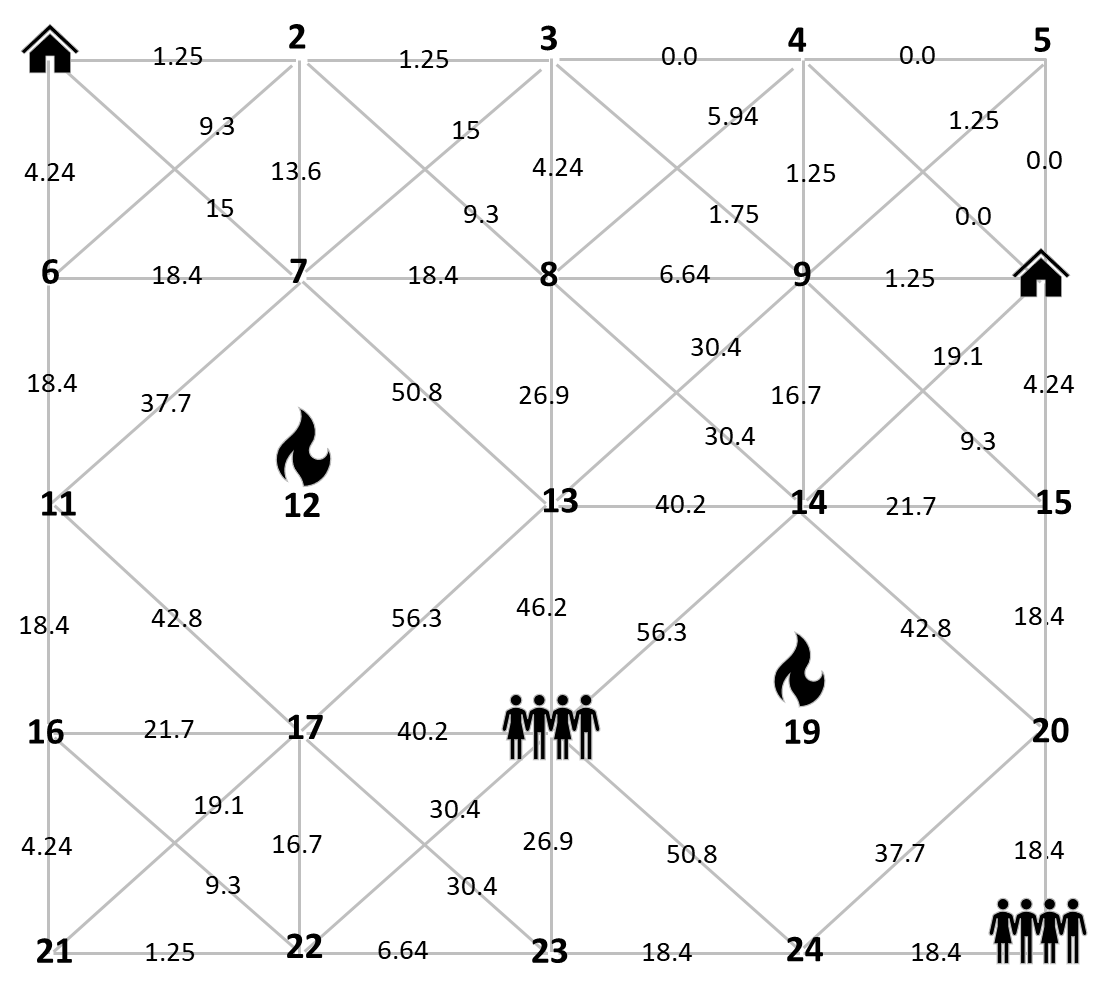 2 3 4 5
1.25 1.25 0.0 0.0
9.3 15 5.94 1.25
4.24 13.6 4.24 1.25 0.0
15 9.3 1.75 0.0
6 7 8 9
18.4 18.4 6.64 1.25
30.4 19.1
18.4 37.7 50.8 26.9 16.7 4.24
30.4 9.3
11 12 13 14 15
40.2 21.7
18.4 42.8 56.3 46.2 56.3 42.8 18.4
16 17 19 20
21.7 40.2
19.1 30.4
4.24 16.7 26.9 50.8 37.7 18.4
9.3 30.4
21 22 23 24
1.25 6.64 18.4 18.4